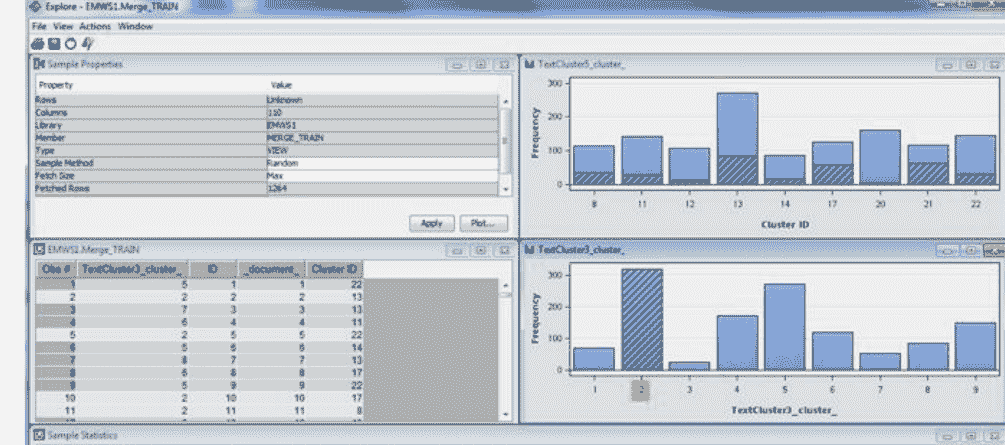 Explore - EMWS1.Merge_TRAIN
File View Actions Window
Sample Properties
Property Value
Rows Unknown
Columns 110
Library EMWS1
Member MERGE_TRAIN
Type VIEW
Sample Method Random
Fetch Size Max
Fetched Rows 1264
Apply Plot...
TextCluster5_cluster_
Frequency
300
200
100
0
8 11 12 13 14 17 20 21 22
Cluster ID
EMWS1.Merge_TRAIN
Obs # TextCluster3_cluster_ ID _document_ Cluster ID
1 5 1 1 22
2 2 2 2 13
3 7 3 3 13
4 6 4 4 11
5 2 5 5 22
6 5 6 6 14
7 8 7 7 13
8 6 8 8 17
9 5 9 9 22
10 2 10 10 17
11 2 11 11 8
TextCluster3_cluster_
Frequency
300
200
100
0
1 2 3 4 5 6 7 8 9
TextCluster3_cluster_
Sample Statistics